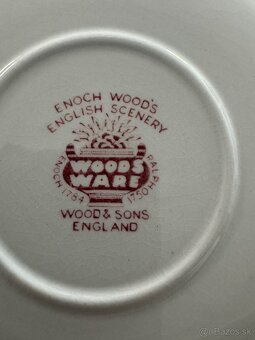 ENOCH WOOD'S
ENGLISH SCENERY
ENOCH 1784
RALPH 1750
WOODS
WARE
WOOD & SONS
ENGLAND
Bazos.sk